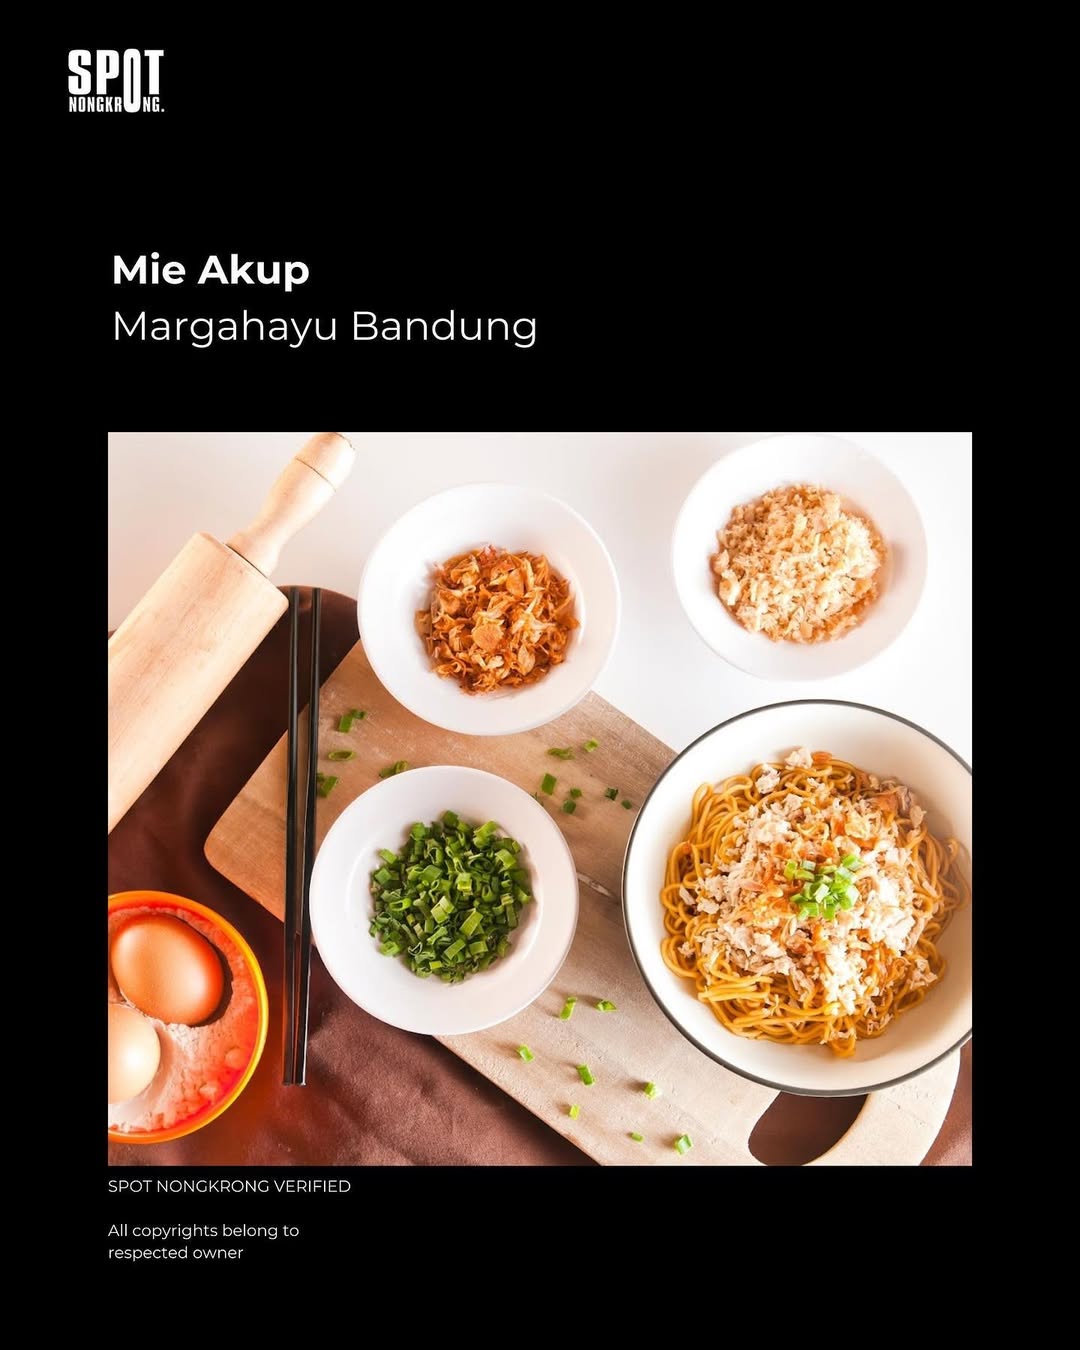 SPOT
NONGKRONG.
Mie Akup
Margahayu Bandung
SPOT NONGKRONG VERIFIED
All copyrights belong to
respected owner